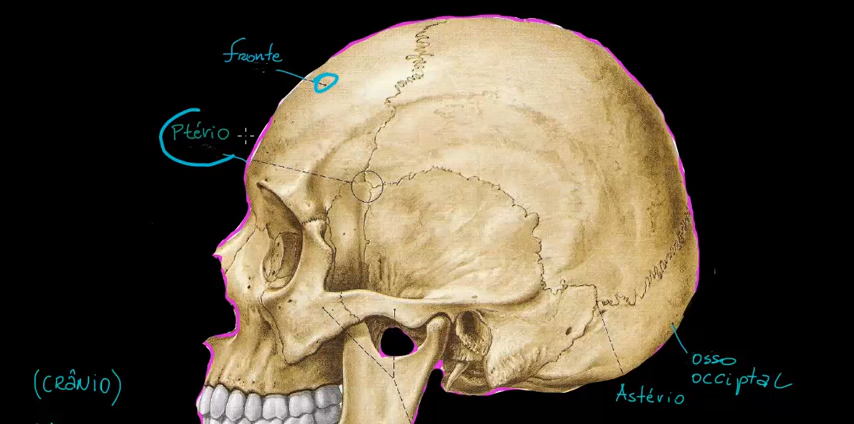 fronte
Ptério
osso
occiptal
Astério
(CRÂNIO)